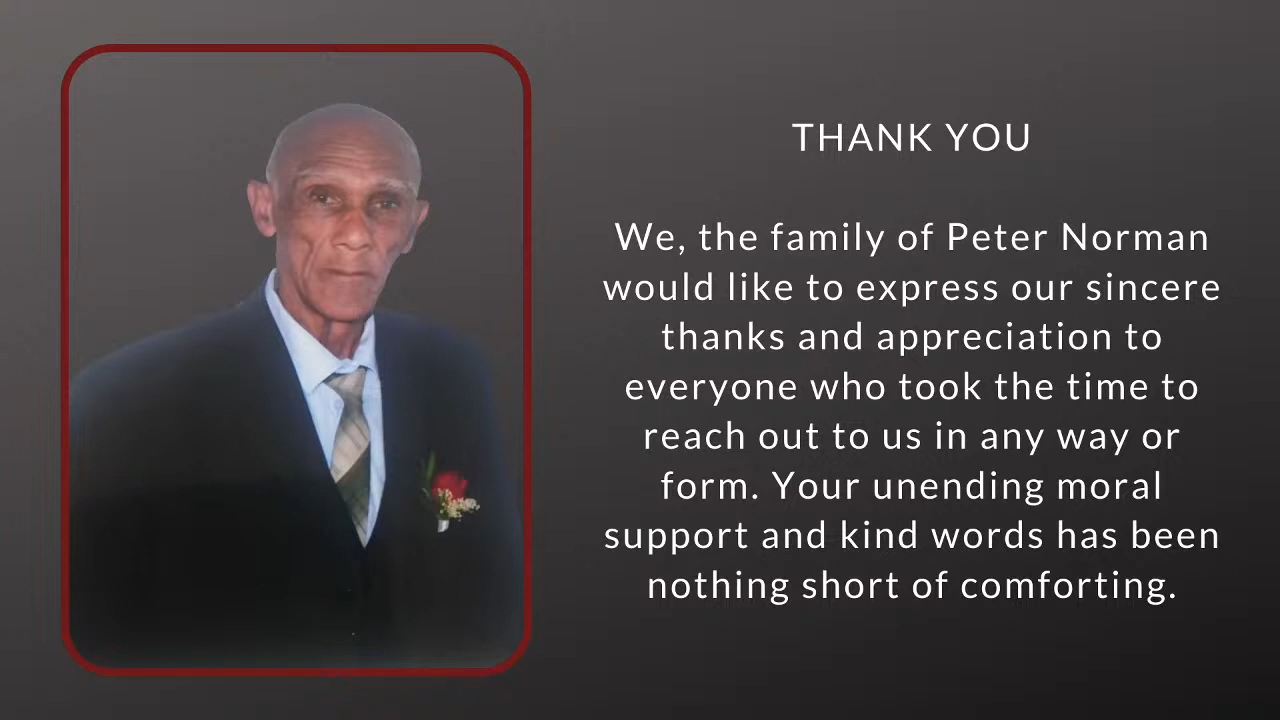 THANK YOU
We, the family of Peter Norman
would like to express our sincere
thanks and appreciation to
everyone who took the time to
reach out to us in any way or
form. Your unending moral
support and kind words has been
nothing short of comforting.